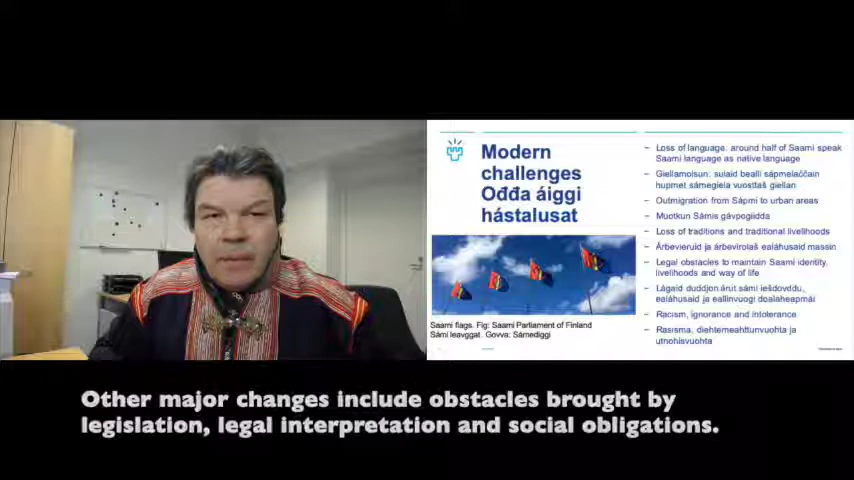 Modern
challenges
Ođđa áiggi
hástalusat
Saami flags. Fig: Saami Parliament of Finland
Sámi leavggat. Govva: Sámediggi
– Loss of language: around half of Saami speak
Saami language as native language
– Giellamoisun: sulaid bealli sápmelaččain
hupmet sámegiela vuosttaš giellan
– Outmigration from Sápmi to urban areas
– Muotkun Sámis gávpogiidda
– Loss of traditions and traditional livelihoods
– Árbevieruid ja árbevirolaš ealáhusaid massin
– Legal obstacles to maintain Saami identity,
livelihoods and way of life
– Lágaid duddjon árut sámi iešdovddu,
ealáhusaid ja eallinvuogi doalaheapmái
– Racism, ignorance and intolerance
– Rasisma, diehtemeahttunvuohta ja
utnohisvuohta
Other major changes include obstacles brought by
legislation, legal interpretation and social obligations.